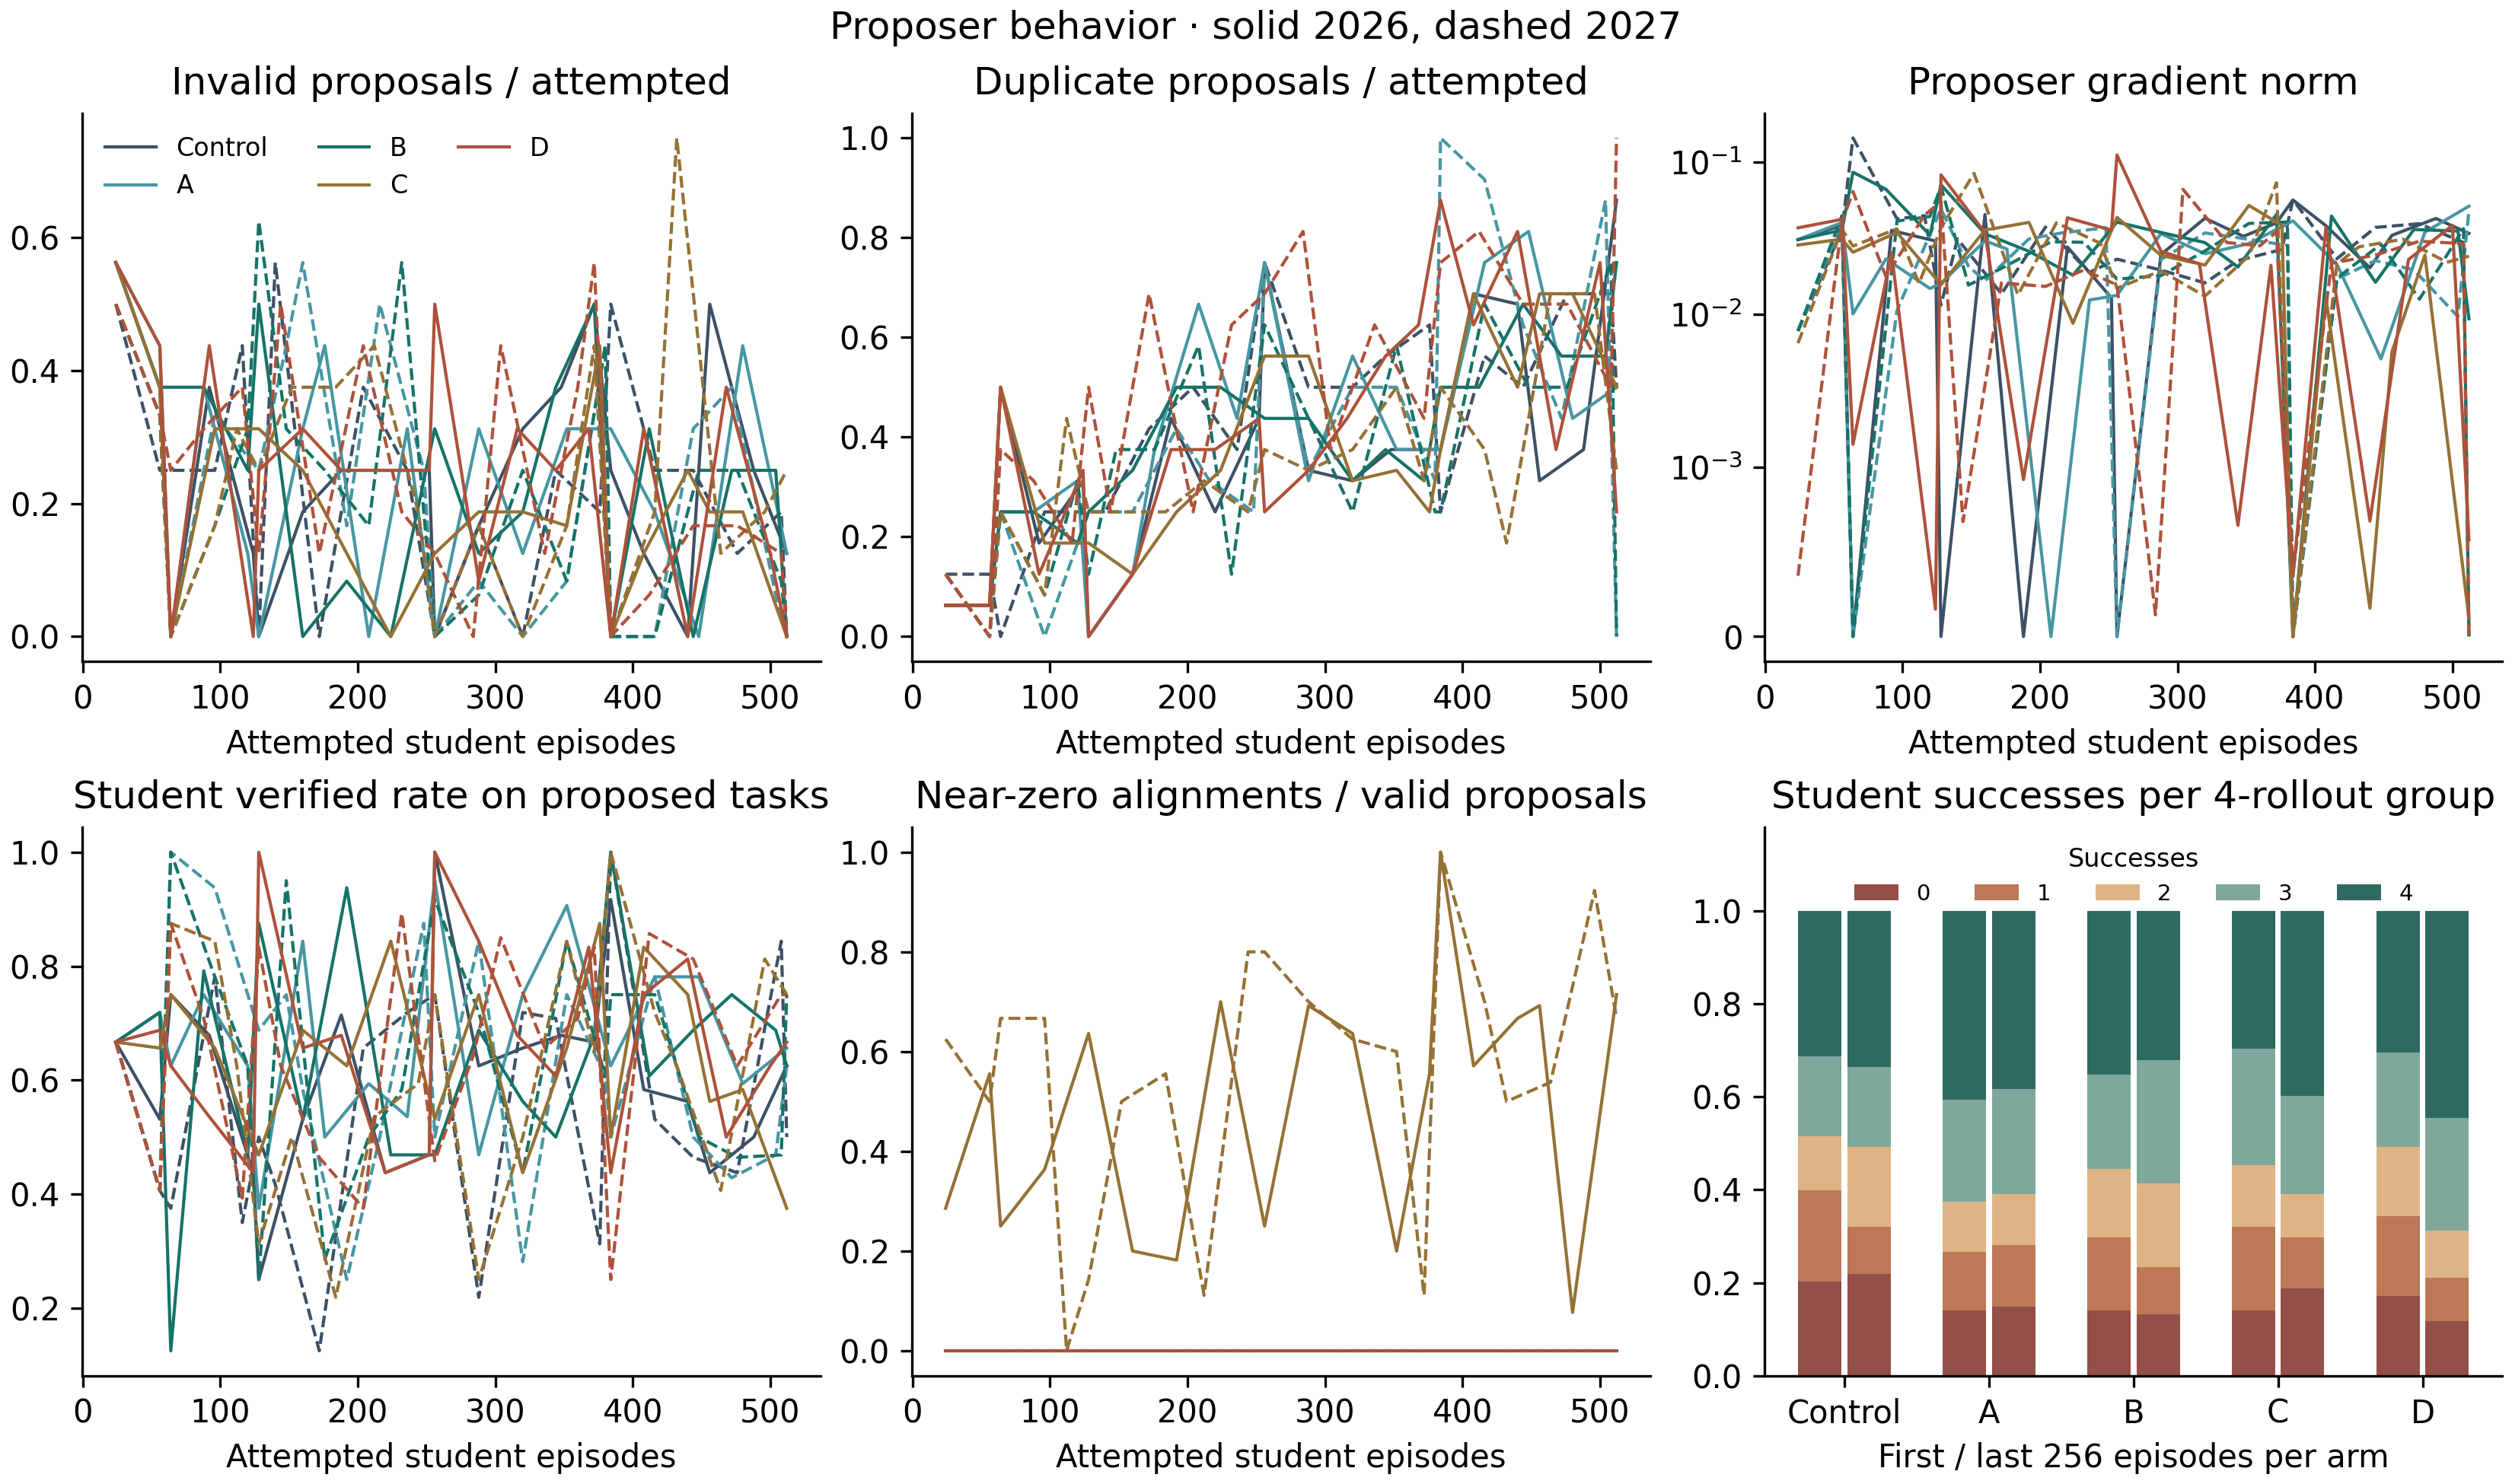 Proposer behavior · solid 2026, dashed 2027
Invalid proposals / attempted
Control
A
B
C
D
0.6
0.4
0.2
0.0
0 100 200 300 400 500
Attempted student episodes
Duplicate proposals / attempted
1.0
0.8
0.6
0.4
0.2
0.0
0 100 200 300 400 500
Attempted student episodes
Proposer gradient norm
10⁻¹
10⁻²
10⁻³
0
0 100 200 300 400 500
Attempted student episodes
Student verified rate on proposed tasks
1.0
0.8
0.6
0.4
0.2
0 100 200 300 400 500
Attempted student episodes
Near-zero alignments / valid proposals
1.0
0.8
0.6
0.4
0.2
0.0
0 100 200 300 400 500
Attempted student episodes
Student successes per 4-rollout group
Successes
0 1 2 3 4
1.0
0.8
0.6
0.4
0.2
0.0
Control A B C D
First / last 256 episodes per arm